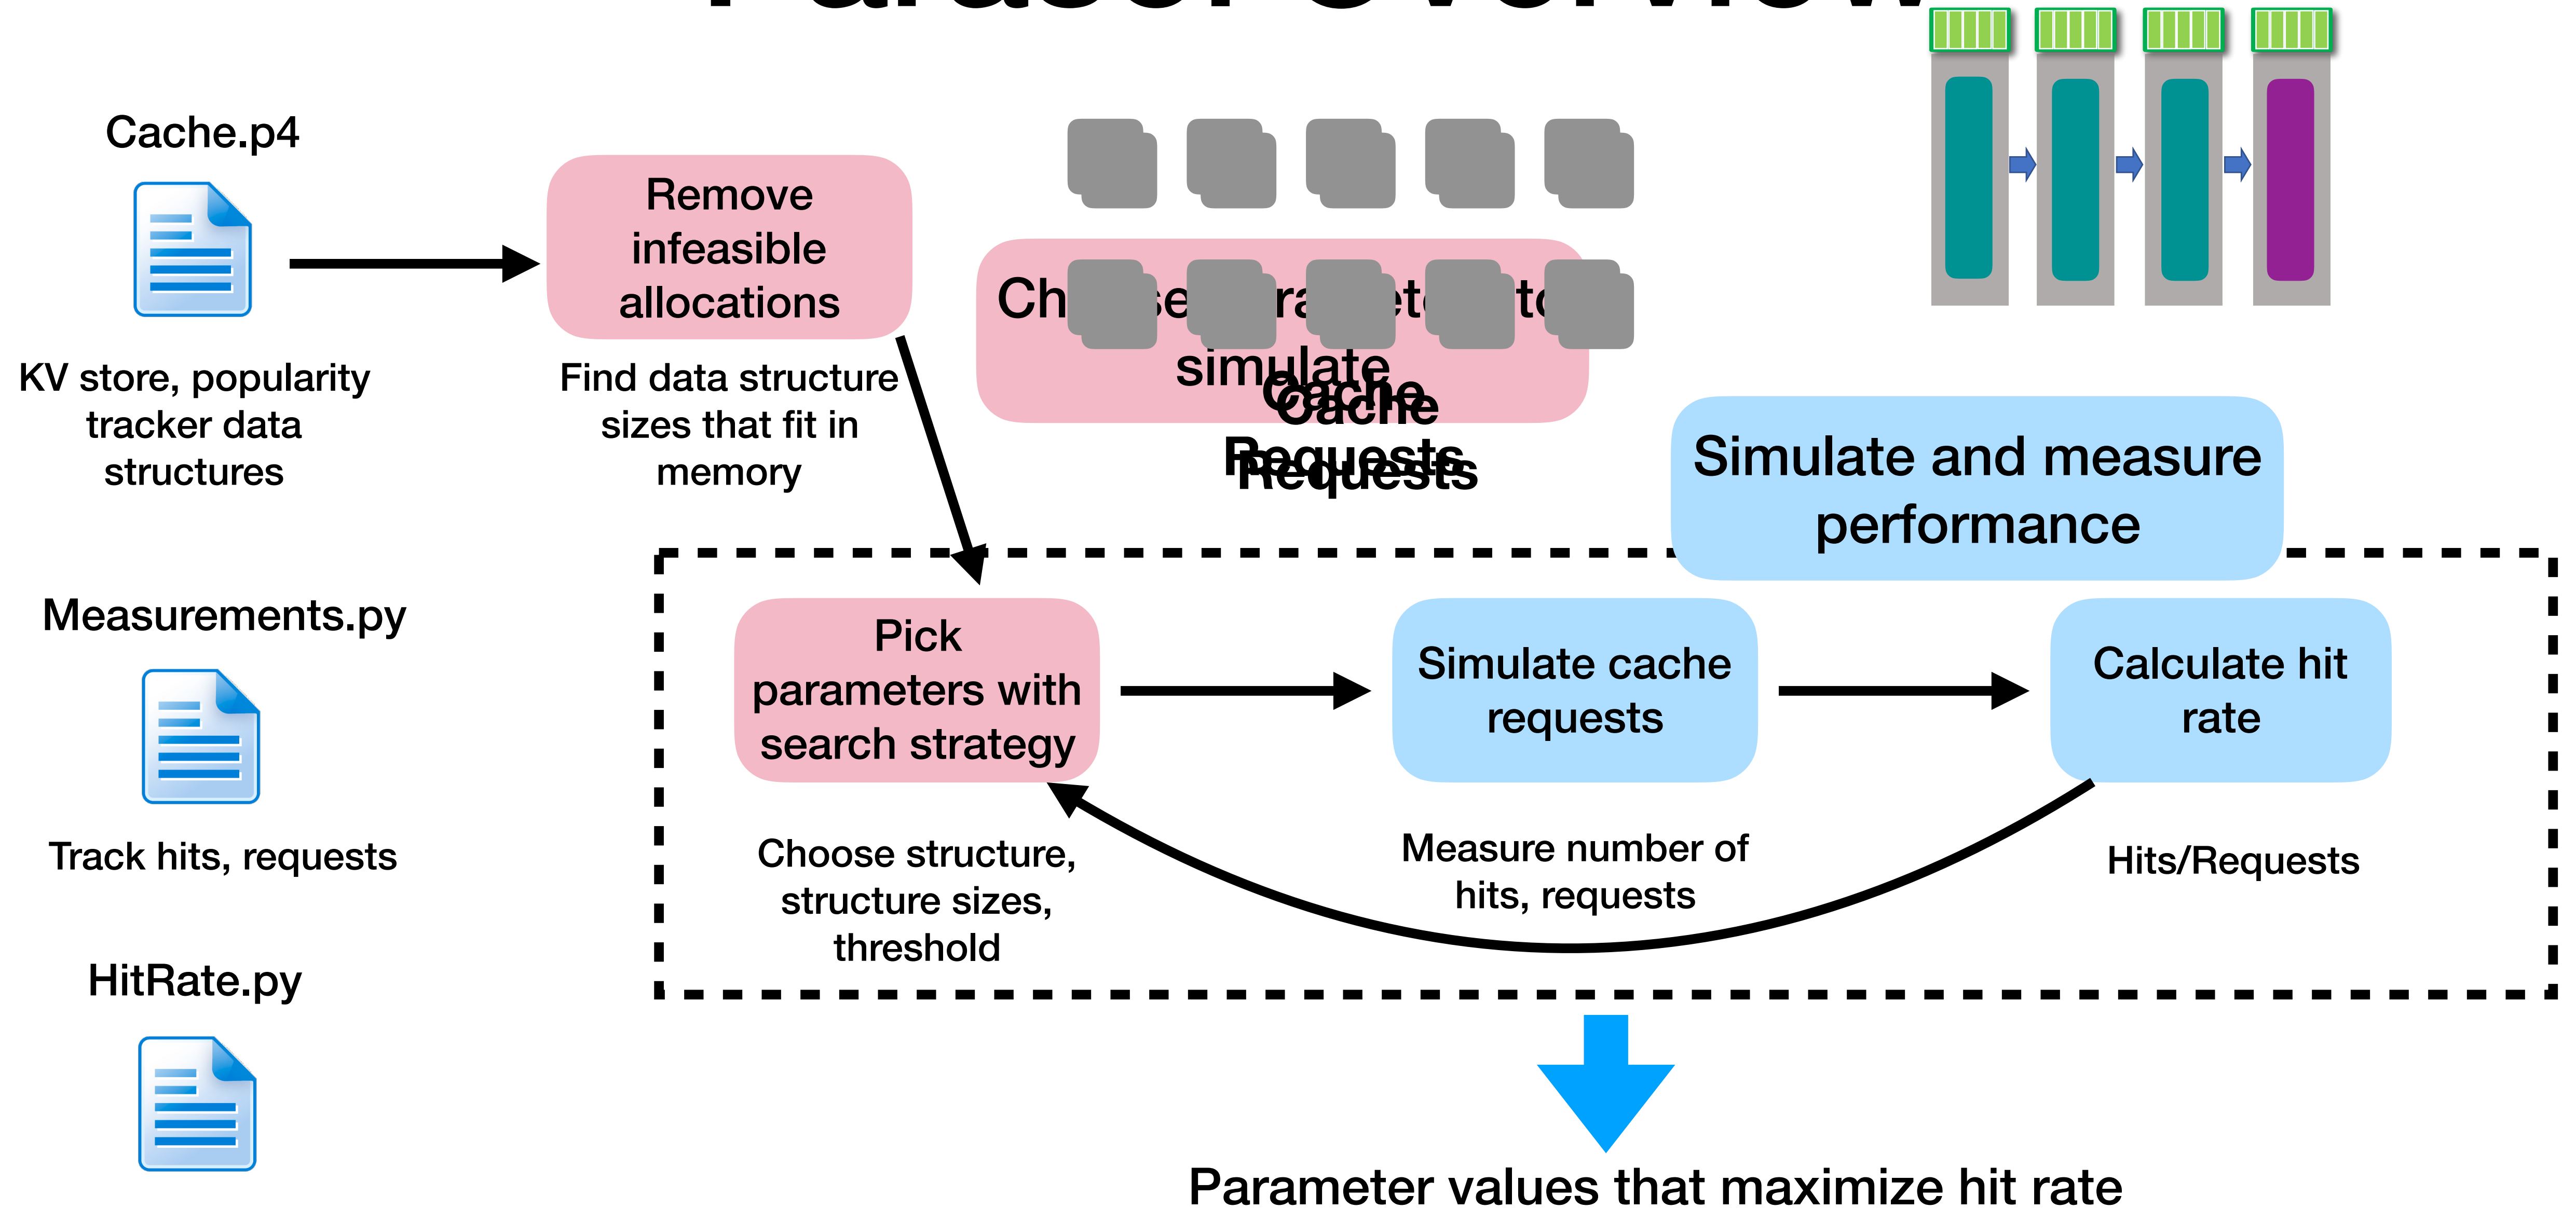 Overview
Cache.p4
KV store, popularity
tracker data
structures
Remove
infeasible
allocations
Find data structure
sizes that fit in
memory
simulate
Cache
Requests
Cache
Requests
Simulate and measure
performance
Measurements.py
Track hits, requests
HitRate.py
Pick
parameters with
search strategy
Choose structure,
structure sizes,
threshold
Simulate cache
requests
Measure number of
hits, requests
Calculate hit
rate
Hits/Requests
Parameter values that maximize hit rate